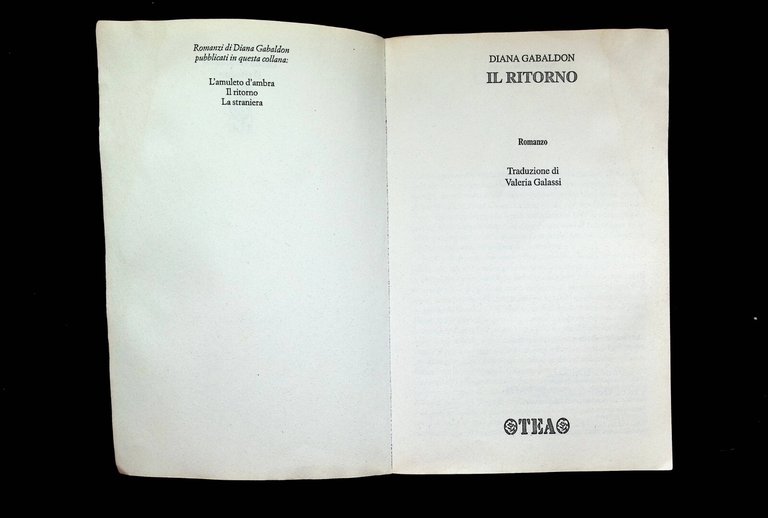 Romanzi di Diana Gabaldon
pubblicati in questa collana:
L'amuleto d'ambra
Il ritorno
La straniera
DIANA GABALDON
IL RITORNO
Romanzo
Traduzione di
Valeria Galassi
TEA